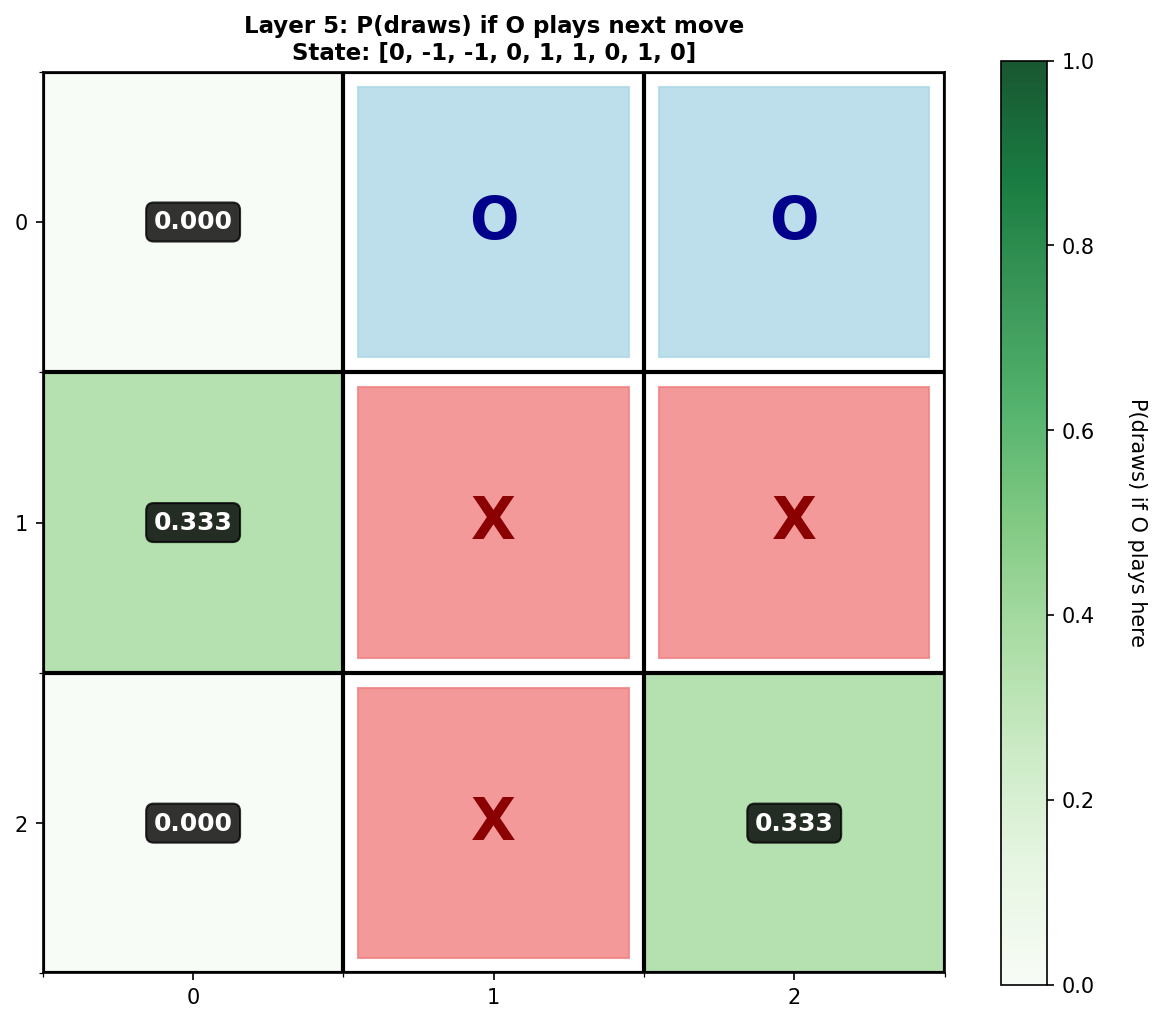 Layer 5: P(draws) if O plays next move
State: [0, -1, -1, 0, 1, 1, 0, 1, 0]
0
0.000
O
O
1
0.333
X
X
2
0.000
X
0.333
0
1
2
1.0
0.8
0.6
0.4
0.2
0.0
P(draws) if O plays here